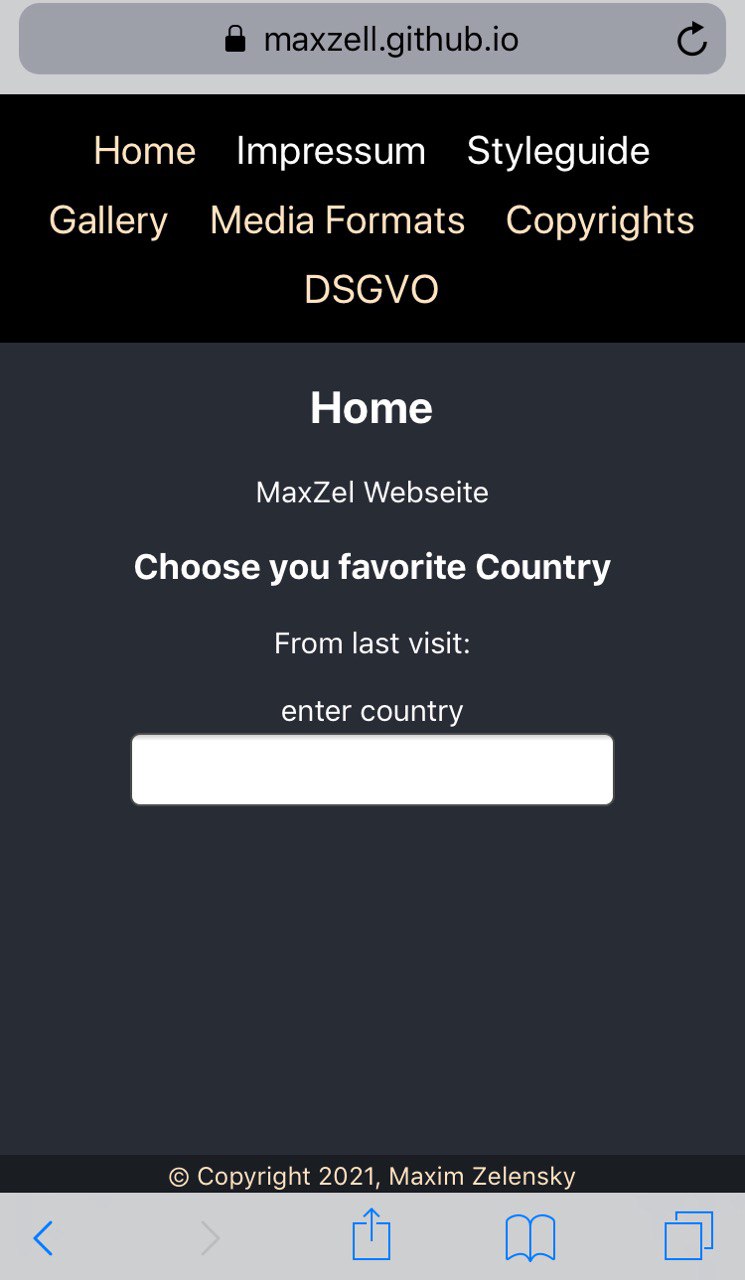 maxzell.github.io
Home Impressum Styleguide
Gallery Media Formats Copyrights
DSGVO
Home
MaxZel Webseite
Choose you favorite Country
From last visit:
enter country
© Copyright 2021, Maxim Zelensky